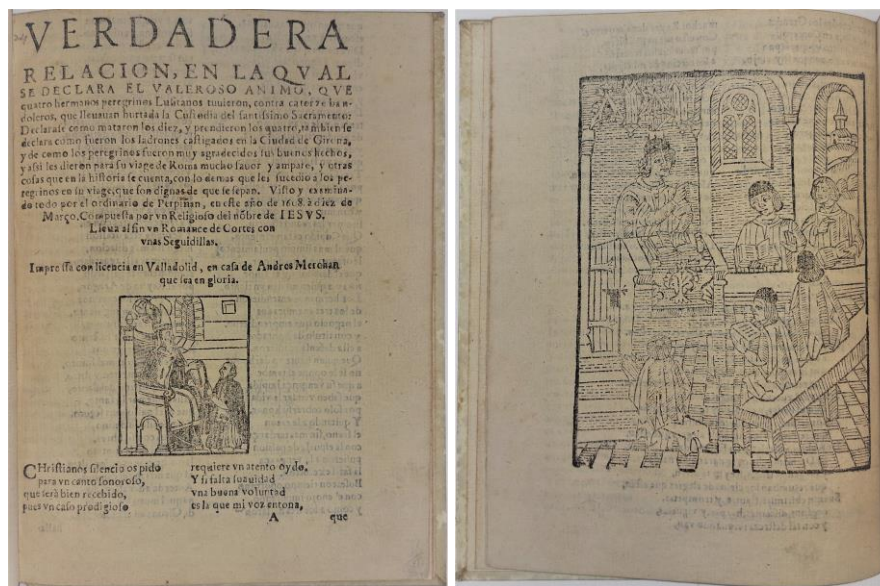 VERDADERA
RELACION, EN LA QVAL
SE DECLARA EL VALEROSO ANIMO, QVE
quatro hermanos peregrinos Lusitanos tuuieron, contra catorze ban-
doleros, que lleuauan hurtada la Custodia del santissimo Sacramento:
Declarase como mataron los diez, y prendieron los quatro, tambien se
declara como fueron los ladrones castigados en la Ciudad de Girona,
y de como los peregrinos fueron muy agradecidos sus buenos hechos,
y assi les dieron para su viage de Roma mucho fauor y amparo, y otras
cosas que en la historia se cuenta, con lo demas que les sucedio a los pe-
regrinos en su viage, que son dignas de que se sepan. Visto y examina-
do todo por el ordinario de Perpiñan, en este año de 1608. à diez de
Março, Compuesta por vn Religioso del nōbre de IESVS.
Lieua al fin vn Romance de Cortes con
vnas Seguidillas.
Impressa con licencia en Valladolid, en casa de Andres Merchan
que sea en gloria.
CHristianos silencio os pido
para vn canto sonoroso,
que serà bien recebido,
pues vn caso prodigioso
requiere vn atento oydo,
Y si falta suauidad
vna buena voluntad
es la que mi voz entona,
A que